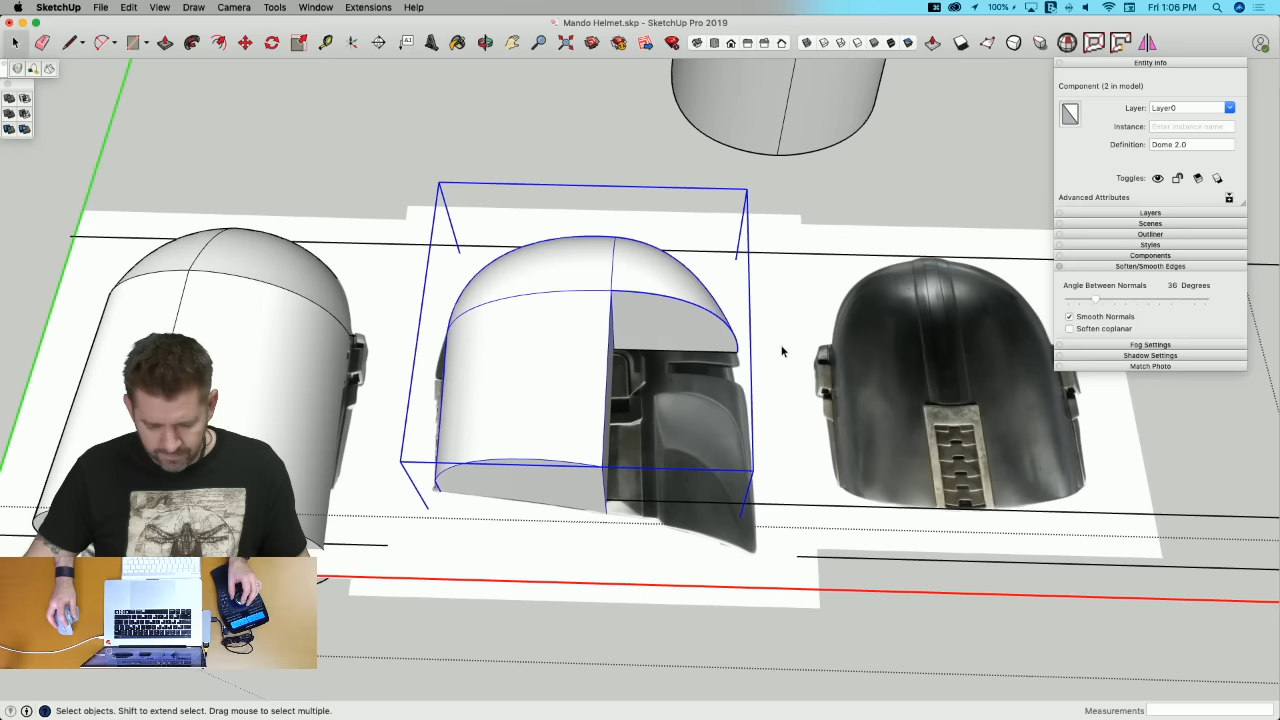 SketchUp File Edit View Draw Camera Tools Window Extensions Help
100% Fri 1:06 PM
Mando Helmet.skp - SketchUp Pro 2019
Entity Info
Component (2 in model)
Layer: Layer0
Instance: Enter instance name
Definition: Dome 2.0
Toggles:
Advanced Attributes
Layers
Scenes
Outliner
Styles
Components
Soften/Smooth Edges
Angle Between Normals 36 Degrees
Smooth Normals
Soften coplanar
Fog Settings
Shadow Settings
Match Photo
Select objects. Shift to extend select. Drag mouse to select multiple.
Measurements